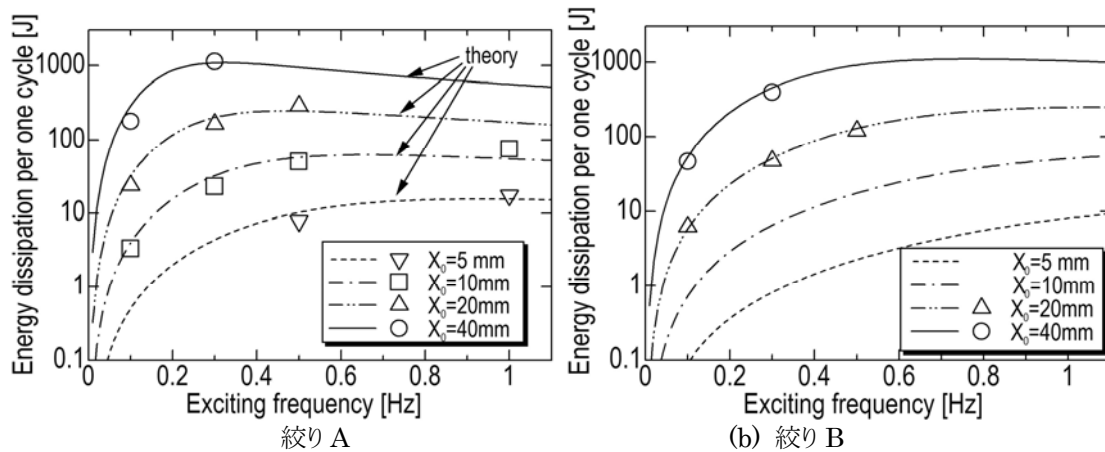 Energy dissipation per one cycle [J]
1000
100
10
1
0.1
0 0.2 0.4 0.6 0.8 1
Exciting frequency [Hz]
theory
X₀=5 mm
X₀=10mm
X₀=20mm
X₀=40mm
絞り A
Energy dissipation per one cycle [J]
1000
100
10
1
0.1
0 0.2 0.4 0.6 0.8 1
Exciting frequency [Hz]
X₀=5 mm
X₀=10mm
X₀=20mm
X₀=40mm
(b) 絞り B